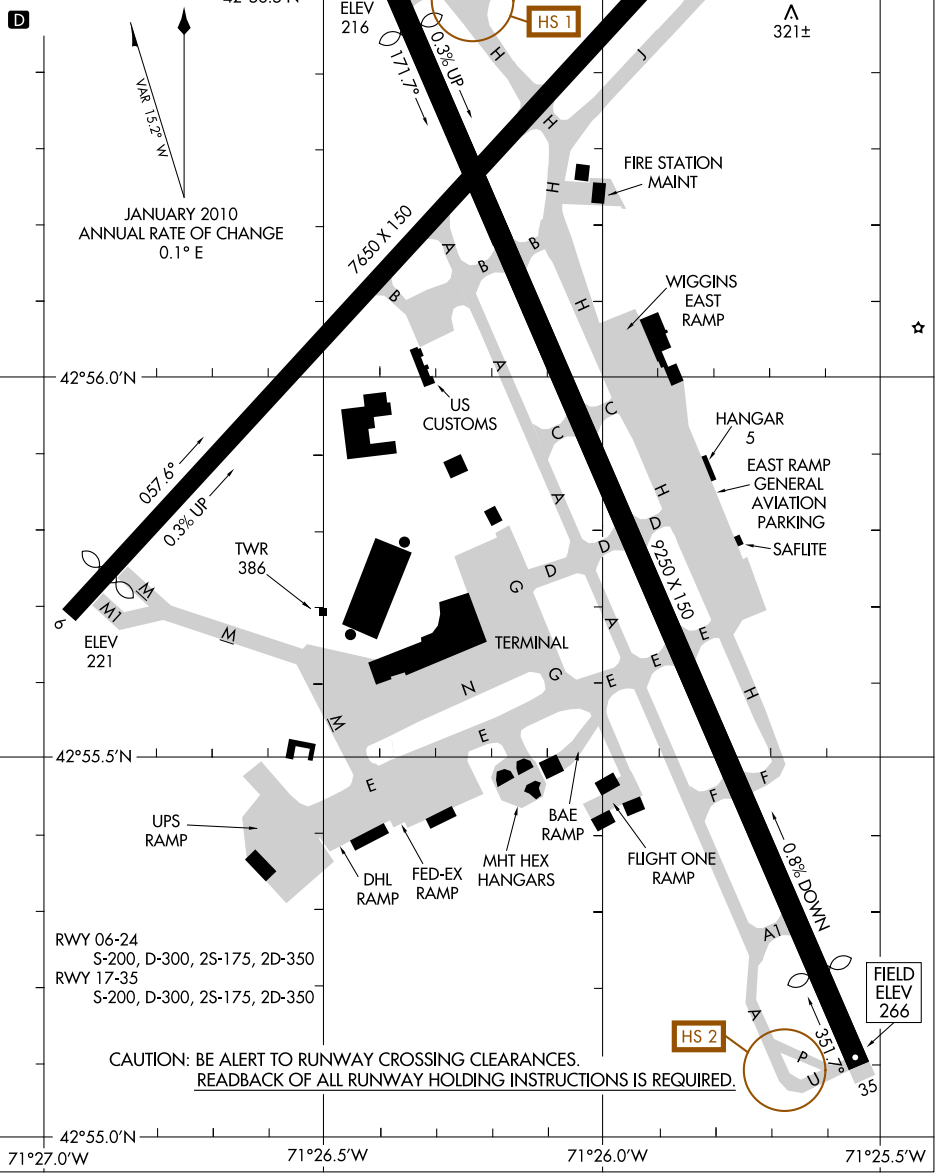 D
ELEV
216
HS 1
321±
H
J
0.3% UP
171.7°
VAR 15.2° W
H
FIRE STATION
MAINT
H
JANUARY 2010
ANNUAL RATE OF CHANGE
0.1° E
7650 X 150
A
B
B
B
H
WIGGINS
EAST
RAMP
A
42°56.0'N
US
CUSTOMS
C
C
HANGAR
5
057.6°
0.3% UP
EAST RAMP
GENERAL
AVIATION
PARKING
A
H
D
D
D
G
SAFLITE
9250 X 150
TWR
386
M
M1
6
ELEV
221
M
A
TERMINAL
E
E
E
G
N
H
M
E
42°55.5'N
E
F
F
UPS
RAMP
DHL
RAMP
FED-EX
RAMP
MHT HEX
HANGARS
BAE
RAMP
FLIGHT ONE
RAMP
0.8% DOWN
A1
RWY 06-24
S-200, D-300, 2S-175, 2D-350
RWY 17-35
S-200, D-300, 2S-175, 2D-350
FIELD
ELEV
266
A
HS 2
351.7°
P
U
35
CAUTION: BE ALERT TO RUNWAY CROSSING CLEARANCES.
READBACK OF ALL RUNWAY HOLDING INSTRUCTIONS IS REQUIRED.
42°55.0'N
71°27.0'W
71°26.5'W
71°26.0'W
71°25.5'W